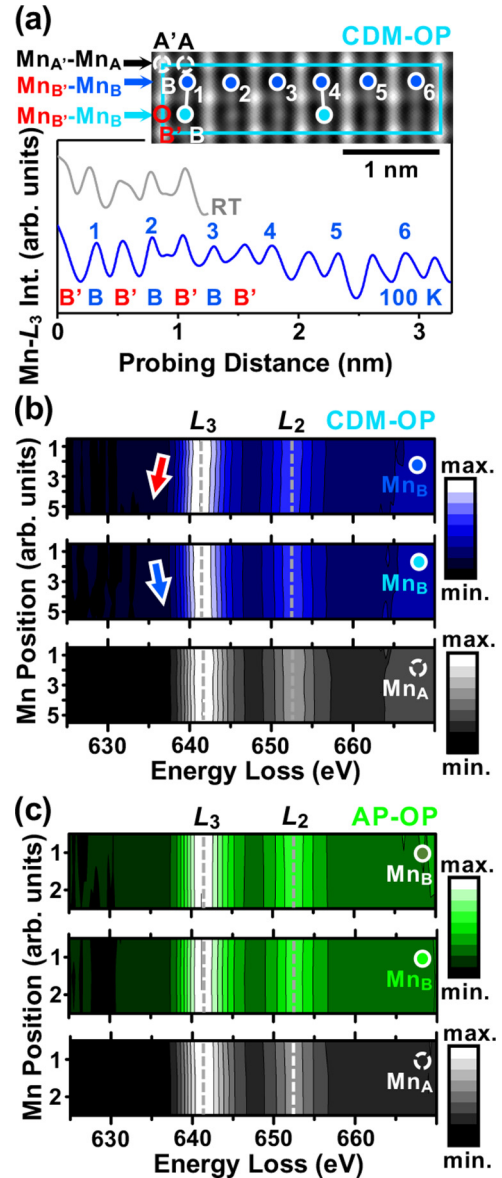 (a)
A' A CDM-OP
MnA'-MnA
MnB'-MnB B 1 2 3 4 5 6
MnB'-MnB B' B
1 nm
Mn-L3 Int. (arb. units)
RT
1 2 3 4 5 6
B' B B' B B' B B' 100 K
0 1 2 3
Probing Distance (nm)
(b) L3 L2 CDM-OP
Mn Position (arb. units)
1
3
5
MnB
max.
1
3
5
MnB
min.
max.
1
3
5
MnA
min.
630 640 650 660
Energy Loss (eV)
(c) L3 L2 AP-OP
Mn Position (arb. units)
1
2
MnB
max.
1
2
MnB
min.
max.
1
2
MnA
min.
630 640 650 660
Energy Loss (eV)